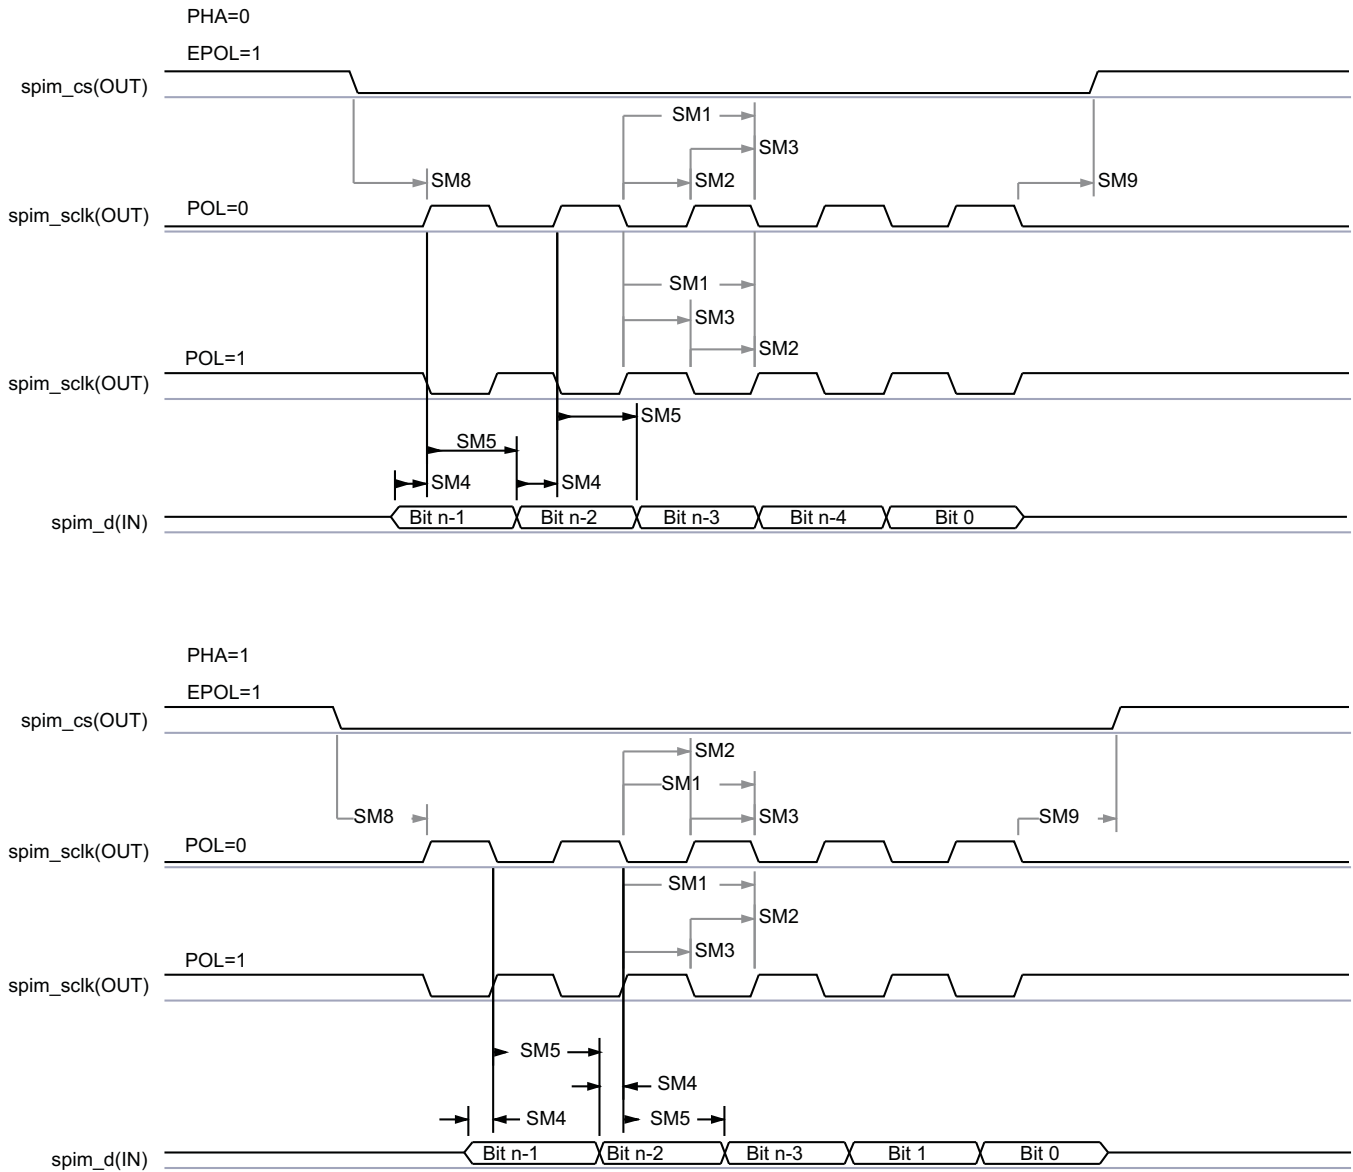 PHA=0
EPOL=1
spim_cs(OUT)
SM1
SM3
SM8
SM2
SM9
POL=0
spim_sclk(OUT)
SM1
SM3
SM2
POL=1
spim_sclk(OUT)
SM5
SM5
SM4
SM4
spim_d(IN)
Bit n-1
Bit n-2
Bit n-3
Bit n-4
Bit 0
PHA=1
EPOL=1
spim_cs(OUT)
SM2
SM1
SM8
SM3
SM9
POL=0
spim_sclk(OUT)
SM1
SM2
SM3
POL=1
spim_sclk(OUT)
SM5
SM4
SM4
SM5
spim_d(IN)
Bit n-1
Bit n-2
Bit n-3
Bit 1
Bit 0